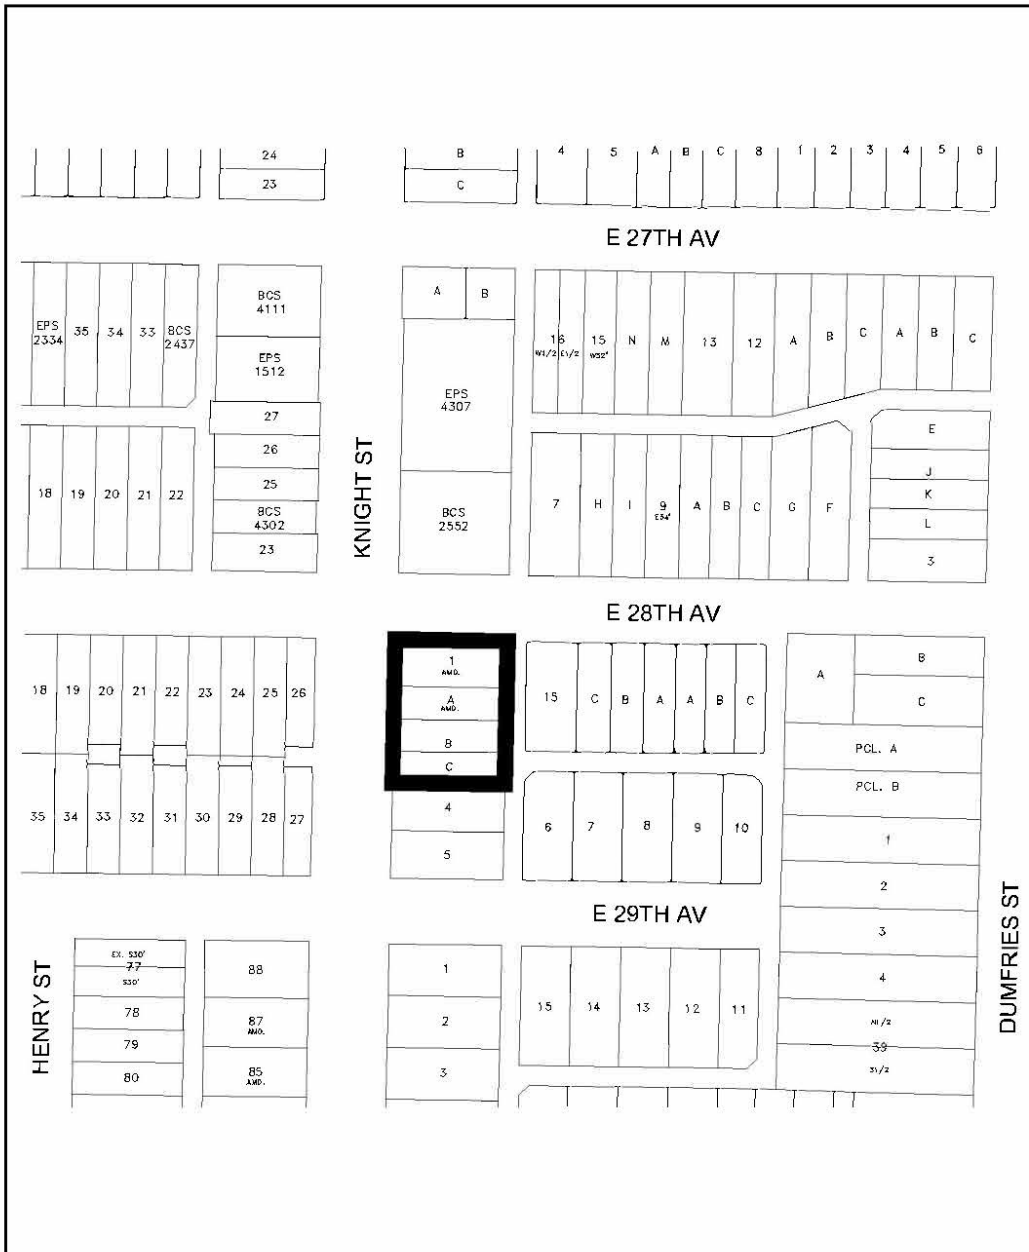 24
23
B
C
4
5
A
B
C
8
1
2
3
4
5
6
E 27TH AV
EPS
2334
35
34
33
BCS
2437
BCS
4111
EPS
1512
27
26
25
BCS
4302
23
18
19
20
21
22
KNIGHT ST
A
B
EPS
4307
BCS
2552
16
W1/2
E1/2
15
W32'
N
M
13
12
A
B
C
A
B
C
7
H
I
9
E34'
A
B
C
G
F
E
J
K
L
3
E 28TH AV
18
19
20
21
22
23
24
25
26
35
34
33
32
31
30
29
28
27
1
AMD.
A
AMD.
B
C
4
5
15
C
B
A
A
B
C
6
7
8
9
10
A
B
C
PCL. A
PCL. B
1
2
3
4
N1/2
39
S1/2
E 29TH AV
HENRY ST
DUMFRIES ST
EX. S30'
77
S30'
78
79
80
88
87
AMD.
85
AMD.
1
2
3
15
14
13
12
11